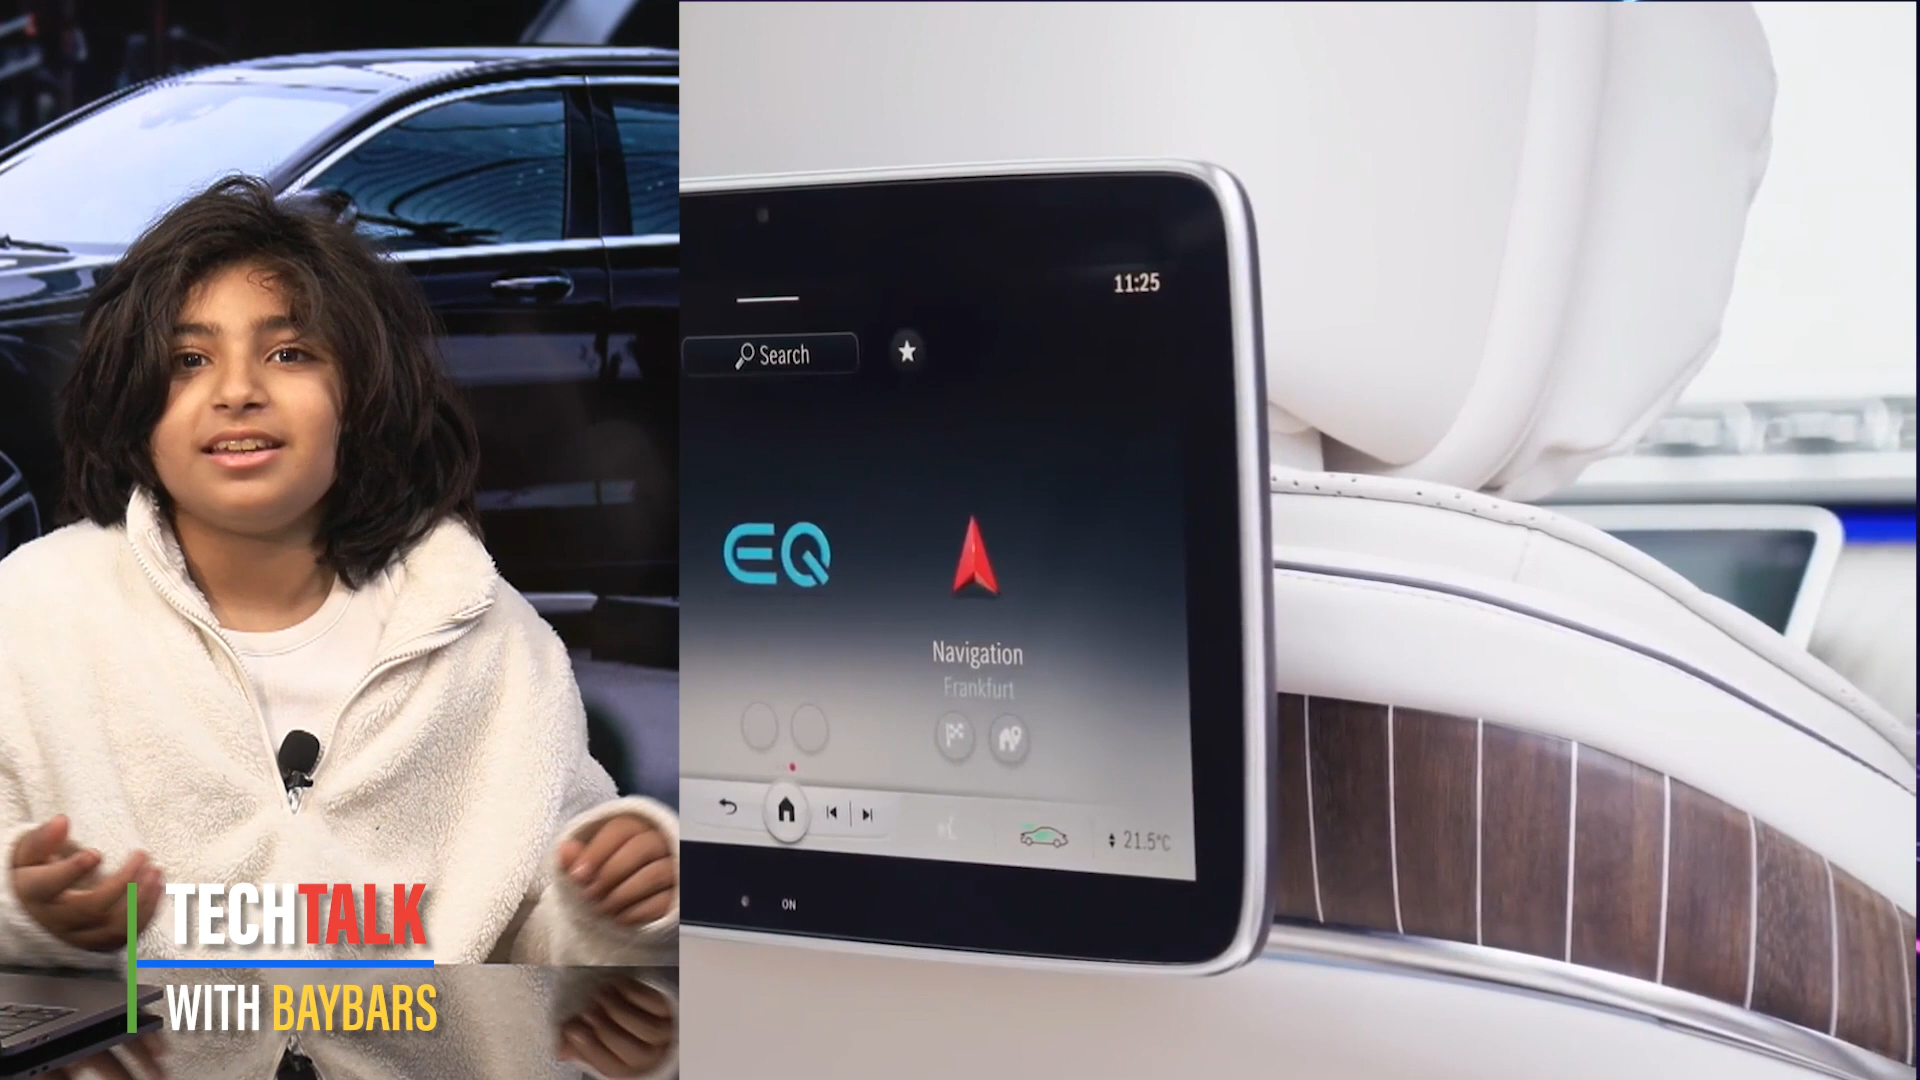 11:25
Search
EQ
Navigation
Frankfurt
21.5°C
ON
TECHTALK
WITH BAYBARS